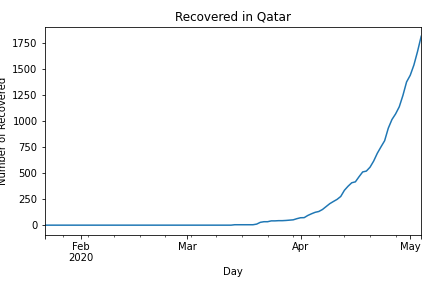 Recovered in Qatar
Number of Recovered
1750
1500
1250
1000
750
500
250
0
Feb
2020
Mar
Apr
May
Day